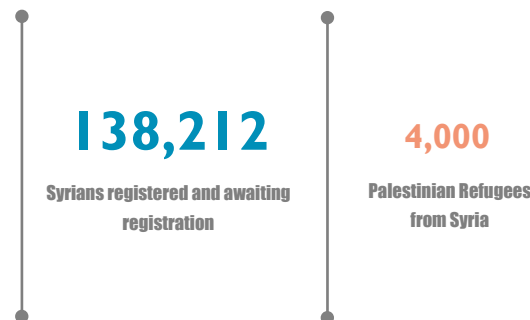 138,212
Syrians registered and awaiting
registration
4,000
Palestinian Refugees
from Syria